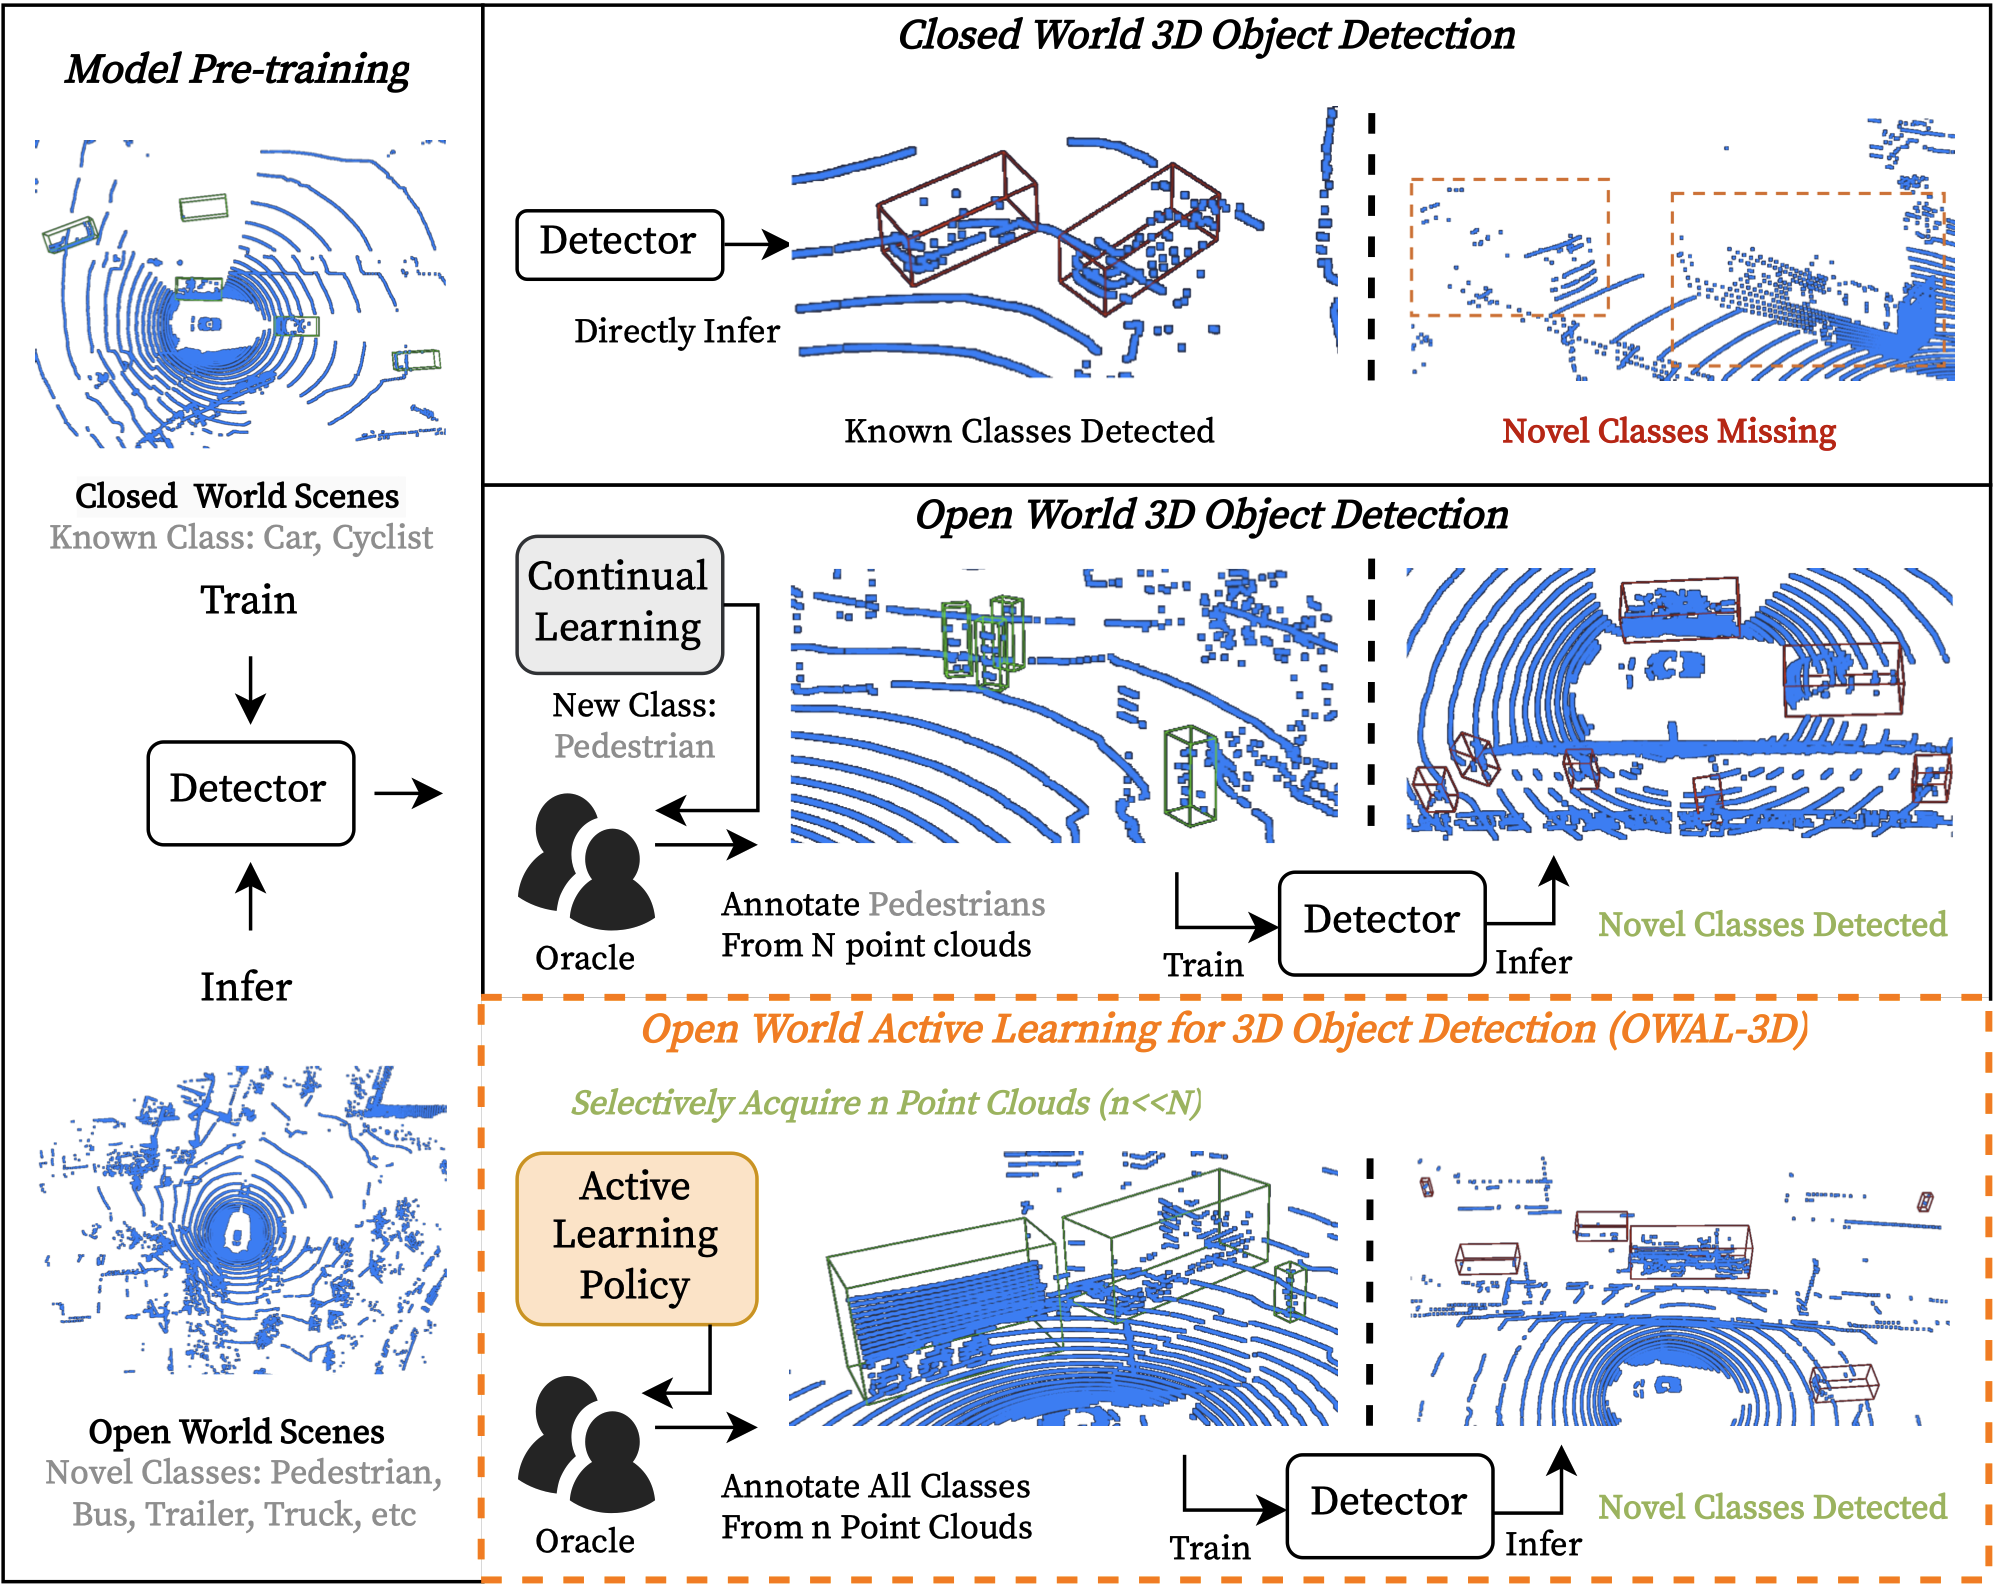 Model Pre-training
Closed World Scenes
Known Class: Car, Cyclist
Train
Detector
Infer
Open World Scenes
Novel Classes: Pedestrian,
Bus, Trailer, Truck, etc
Closed World 3D Object Detection
Detector
Directly Infer
Known Classes Detected
Novel Classes Missing
Open World 3D Object Detection
Continual
Learning
New Class:
Pedestrian
Oracle
Annotate Pedestrians
From N point clouds
Train
Detector
Infer
Novel Classes Detected
Open World Active Learning for 3D Object Detection (OWAL-3D)
Selectively Acquire n Point Clouds (n<<N)
Active
Learning
Policy
Oracle
Annotate All Classes
From n Point Clouds
Train
Detector
Infer
Novel Classes Detected